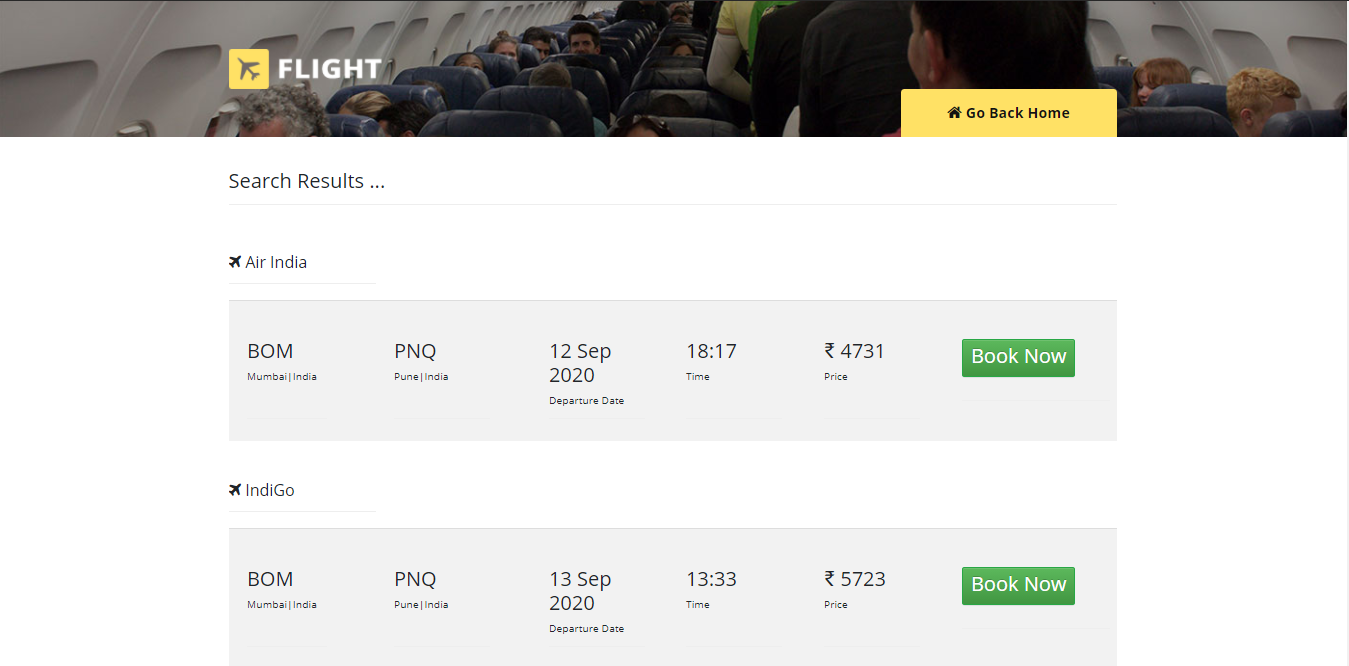 FLIGHT
Go Back Home
Search Results ...
Air India
BOM PNQ 12 Sep 2020 18:17 ₹ 4731 Book Now
Mumbai|India Pune|India Departure Date Time Price
IndiGo
BOM PNQ 13 Sep 2020 13:33 ₹ 5723 Book Now
Mumbai|India Pune|India Departure Date Time Price